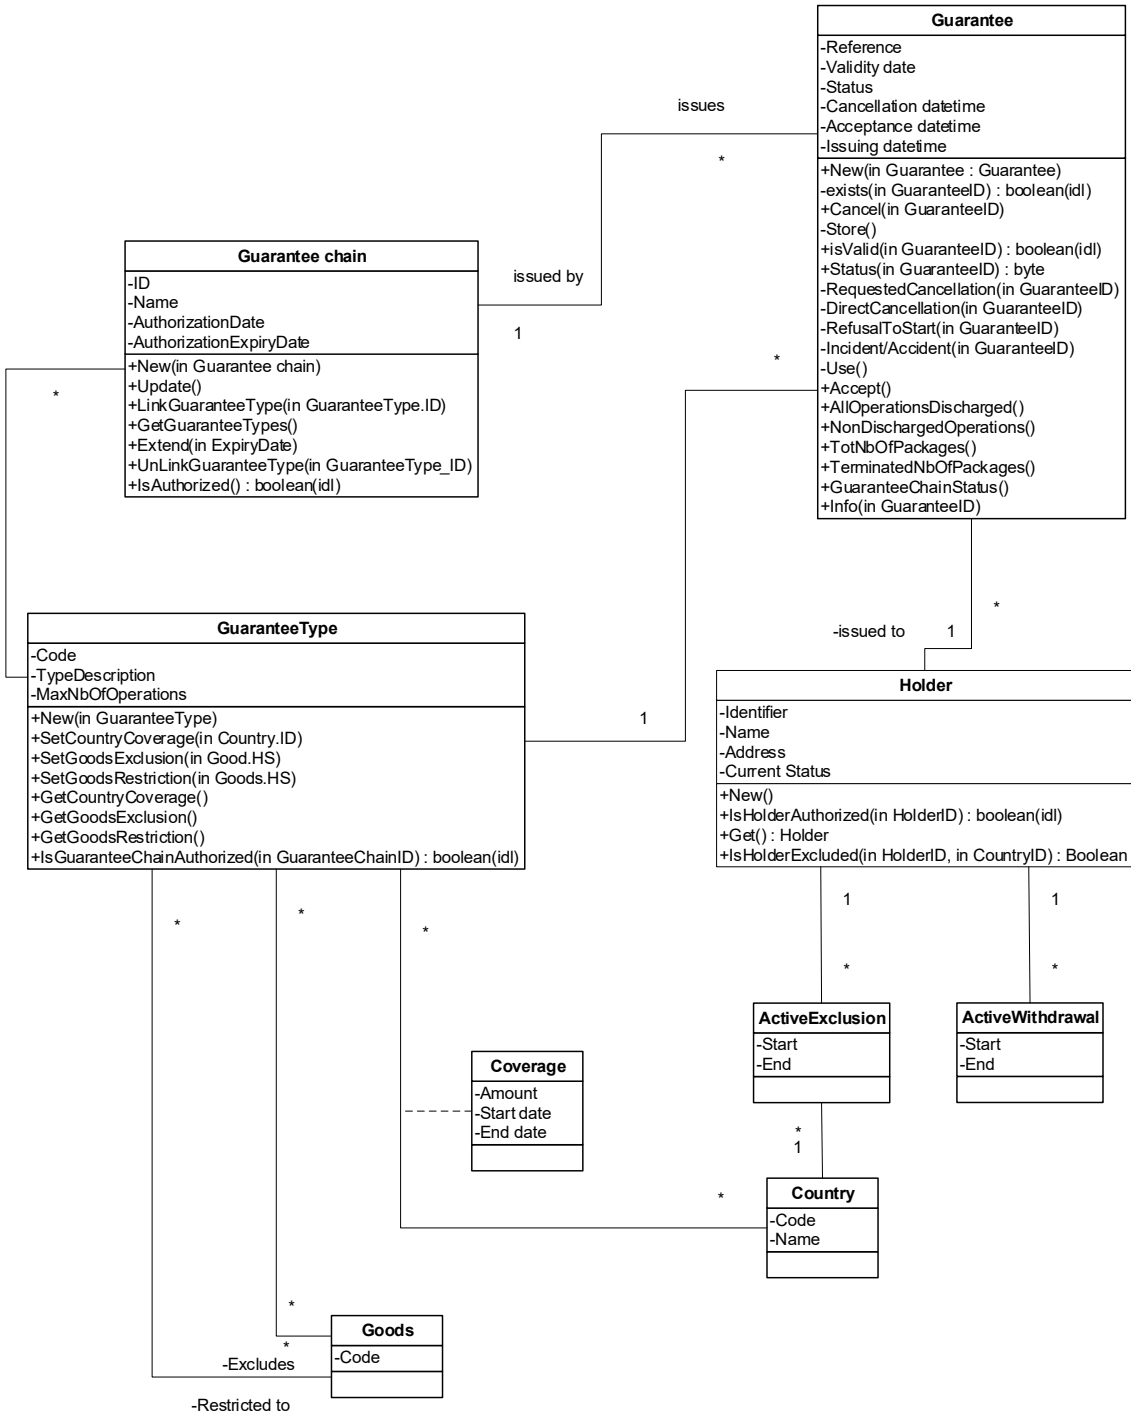 Guarantee
-Reference
-Validity date
-Status
-Cancellation datetime
-Acceptance datetime
-Issuing datetime
+New(in Guarantee : Guarantee)
-exists(in GuaranteeID) : boolean(idl)
+Cancel(in GuaranteeID)
-Store()
+isValid(in GuaranteeID) : boolean(idl)
+Status(in GuaranteeID) : byte
-RequestedCancellation(in GuaranteeID)
-DirectCancellation(in GuaranteeID)
-RefusalToStart(in GuaranteeID)
-Incident/Accident(in GuaranteeID)
-Use()
+Accept()
+AllOperationsDischarged()
+NonDischargedOperations()
+TotNbOfPackages()
+TerminatedNbOfPackages()
+GuaranteeChainStatus()
+Info(in GuaranteeID)
issues
*
Guarantee chain
-ID
-Name
-AuthorizationDate
-AuthorizationExpiryDate
+New(in Guarantee chain)
+Update()
+LinkGuaranteeType(in GuaranteeType.ID)
+GetGuaranteeTypes()
+Extend(in ExpiryDate)
+UnLinkGuaranteeType(in GuaranteeType_ID)
+IsAuthorized() : boolean(idl)
issued by
1
*
*
GuaranteeType
-Code
-TypeDescription
-MaxNbOfOperations
+New(in GuaranteeType)
+SetCountryCoverage(in Country.ID)
+SetGoodsExclusion(in Good.HS)
+SetGoodsRestriction(in Goods.HS)
+GetCountryCoverage()
+GetGoodsExclusion()
+GetGoodsRestriction()
+IsGuaranteeChainAuthorized(in GuaranteeChainID) : boolean(idl)
1
*
-issued to
1
Holder
-Identifier
-Name
-Address
-Current Status
+New()
+IsHolderAuthorized(in HolderID) : boolean(idl)
+Get() : Holder
+IsHolderExcluded(in HolderID, in CountryID) : Boolean
*
*
*
1
1
*
*
ActiveExclusion
-Start
-End
ActiveWithdrawal
-Start
-End
Coverage
-Amount
-Start date
-End date
*
1
*
Country
-Code
-Name
*
Goods
-Code
*
-Excludes
-Restricted to